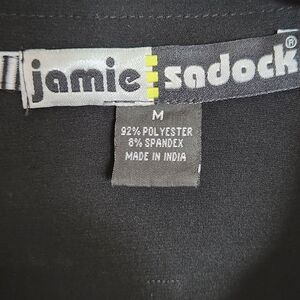 jamie sadock®
M
92% POLYESTER
8% SPANDEX
MADE IN INDIA